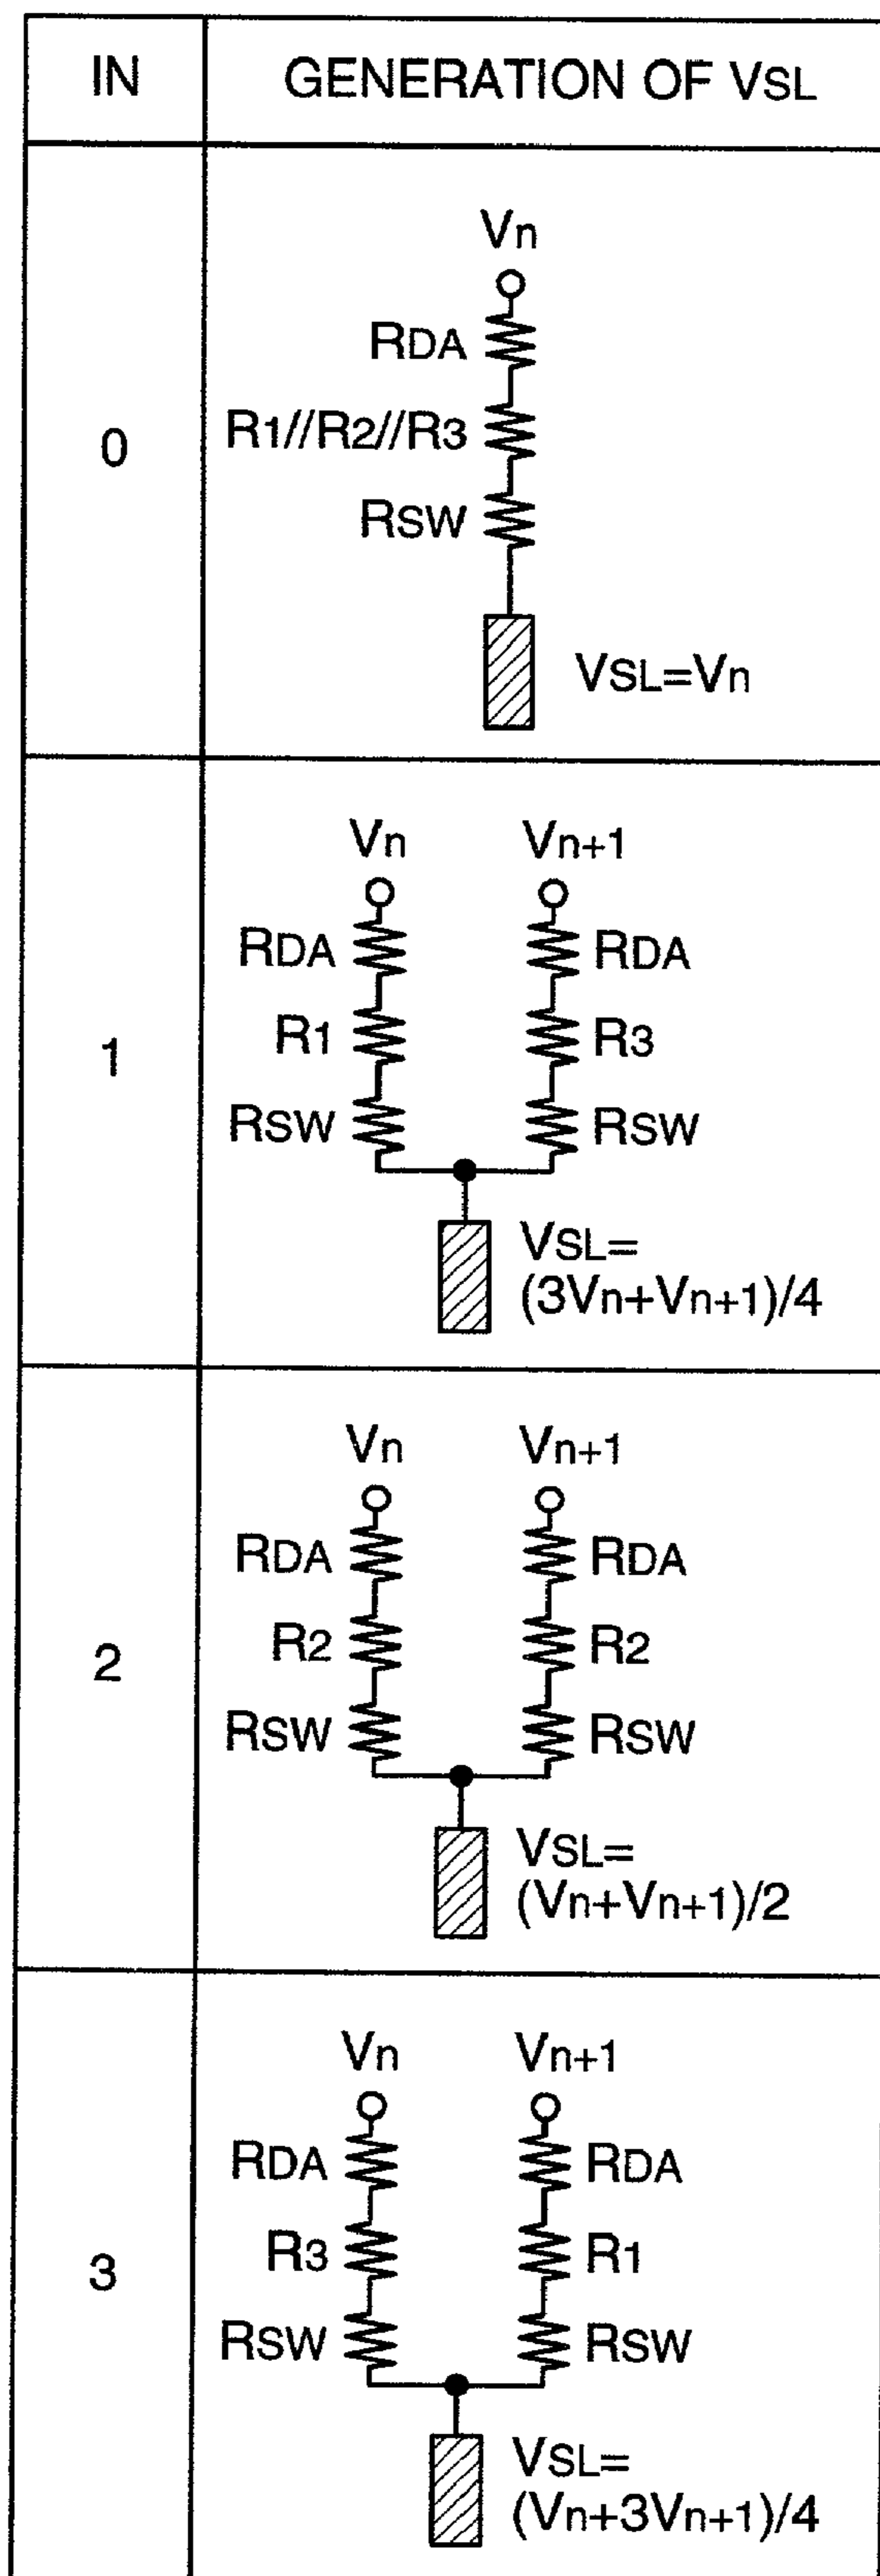 IN GENERATION OF VSL
0
Vn
RDA
R1//R2//R3
RSW
VSL=Vn
1
Vn Vn+1
RDA RDA
R1 R3
RSW RSW
VSL=
(3Vn+Vn+1)/4
2
Vn Vn+1
RDA RDA
R2 R2
RSW RSW
VSL=
(Vn+Vn+1)/2
3
Vn Vn+1
RDA RDA
R3 R1
RSW RSW
VSL=
(Vn+3Vn+1)/4